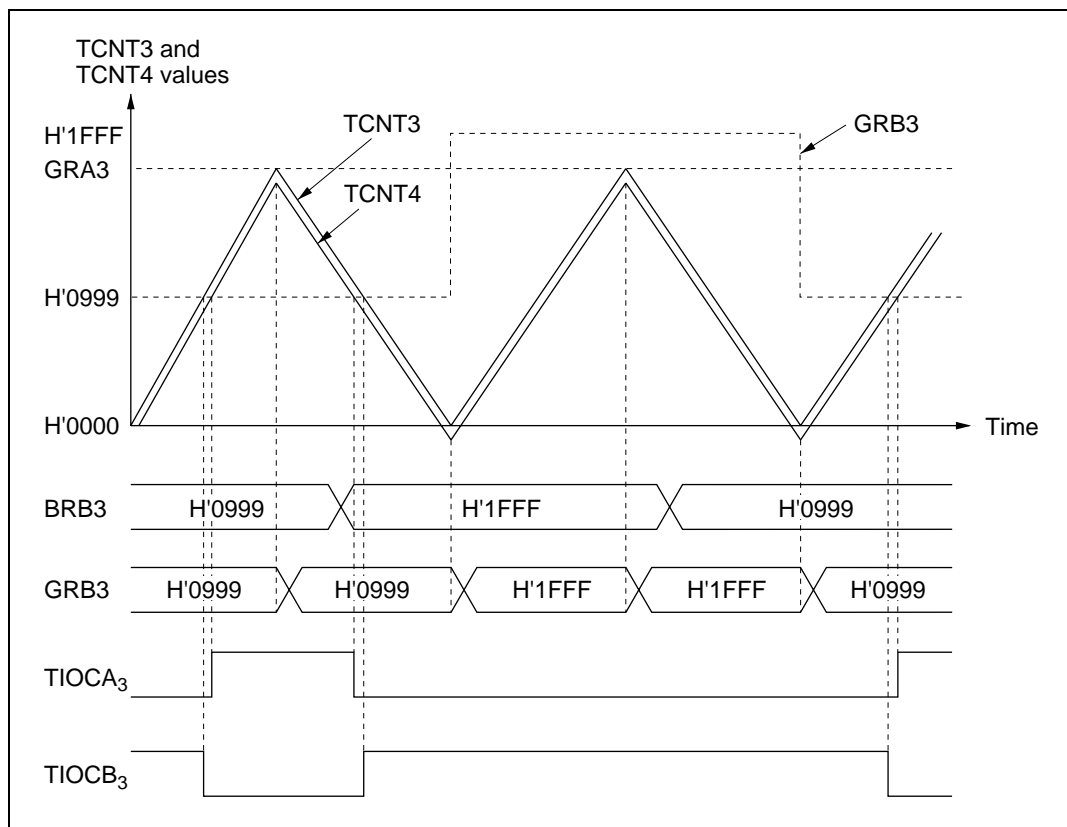 TCNT3 and
TCNT4 values
H'1FFF
TCNT3
GRB3
GRA3
TCNT4
H'0999
H'0000
Time
BRB3
H'0999
H'1FFF
H'0999
GRB3
H'0999
H'0999
H'1FFF
H'1FFF
H'0999
TIOCA3
TIOCB3